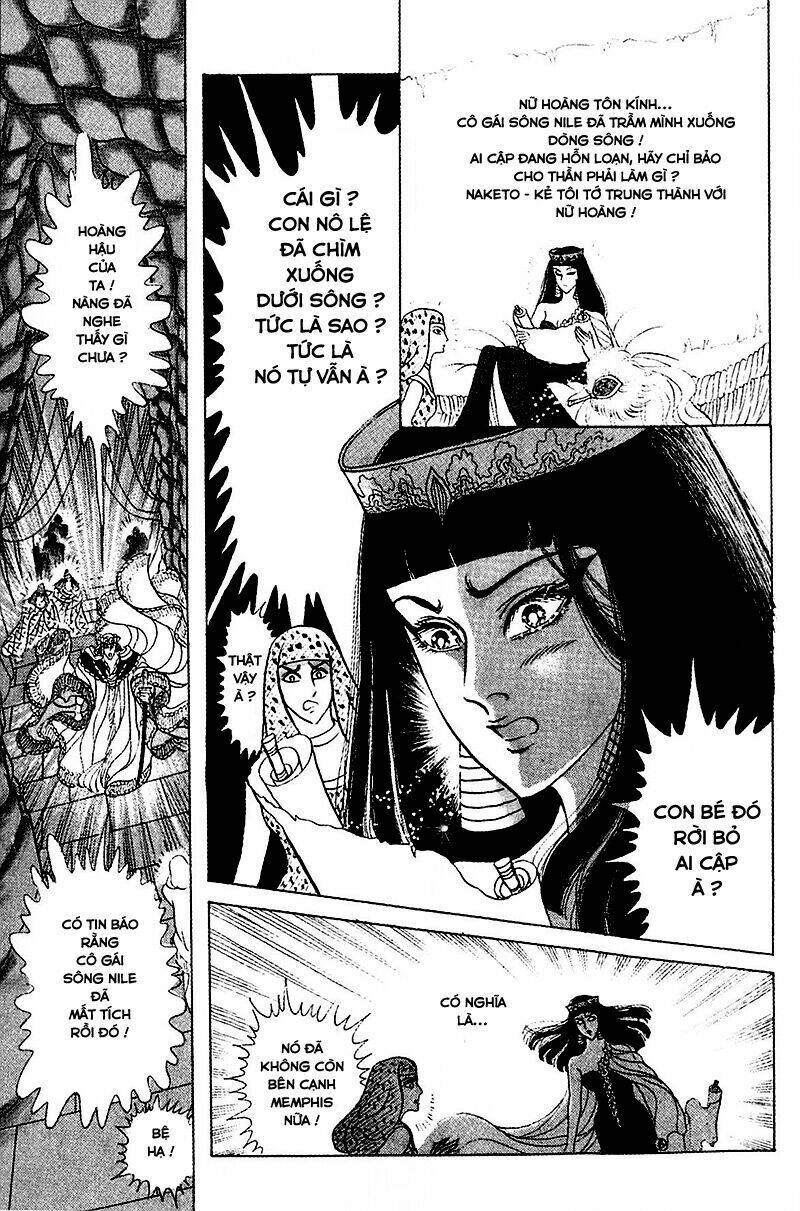 NỮ HOÀNG TÔN KÍNH...
CÔ GÁI SÔNG NILE ĐÃ TRẦM MÌNH XUỐNG
DÒNG SÔNG !
AI CẬP ĐANG HỖN LOẠN, HÃY CHỈ BẢO
CHO THẦN PHẢI LÀM GÌ ?
NAKETO - KẺ TÔI TỚ TRUNG THÀNH VỚI
NỮ HOÀNG !
CÁI GÌ ?
CON NÔ LỆ
ĐÃ CHÌM
XUỐNG
DƯỚI SÔNG ?
TỨC LÀ SAO ?
TỨC LÀ
NÓ TỰ VẪN À ?
THẬT
VẬY
À ?
CON BÉ ĐÓ
RỜI BỎ
AI CẬP
À ?
CÓ NGHĨA
LÀ...
NÓ ĐÃ
KHÔNG CÒN
BÊN CẠNH
MEMPHIS
NỮA !
HOÀNG
HẬU
CỦA
TA !
NÀNG ĐÃ
NGHE
THẤY GÌ
CHƯA ?
CÓ TIN BÁO
RẰNG
CÔ GÁI
SÔNG NILE
ĐÃ
MẤT TÍCH
RỒI ĐÓ !
BỆ
HẠ !